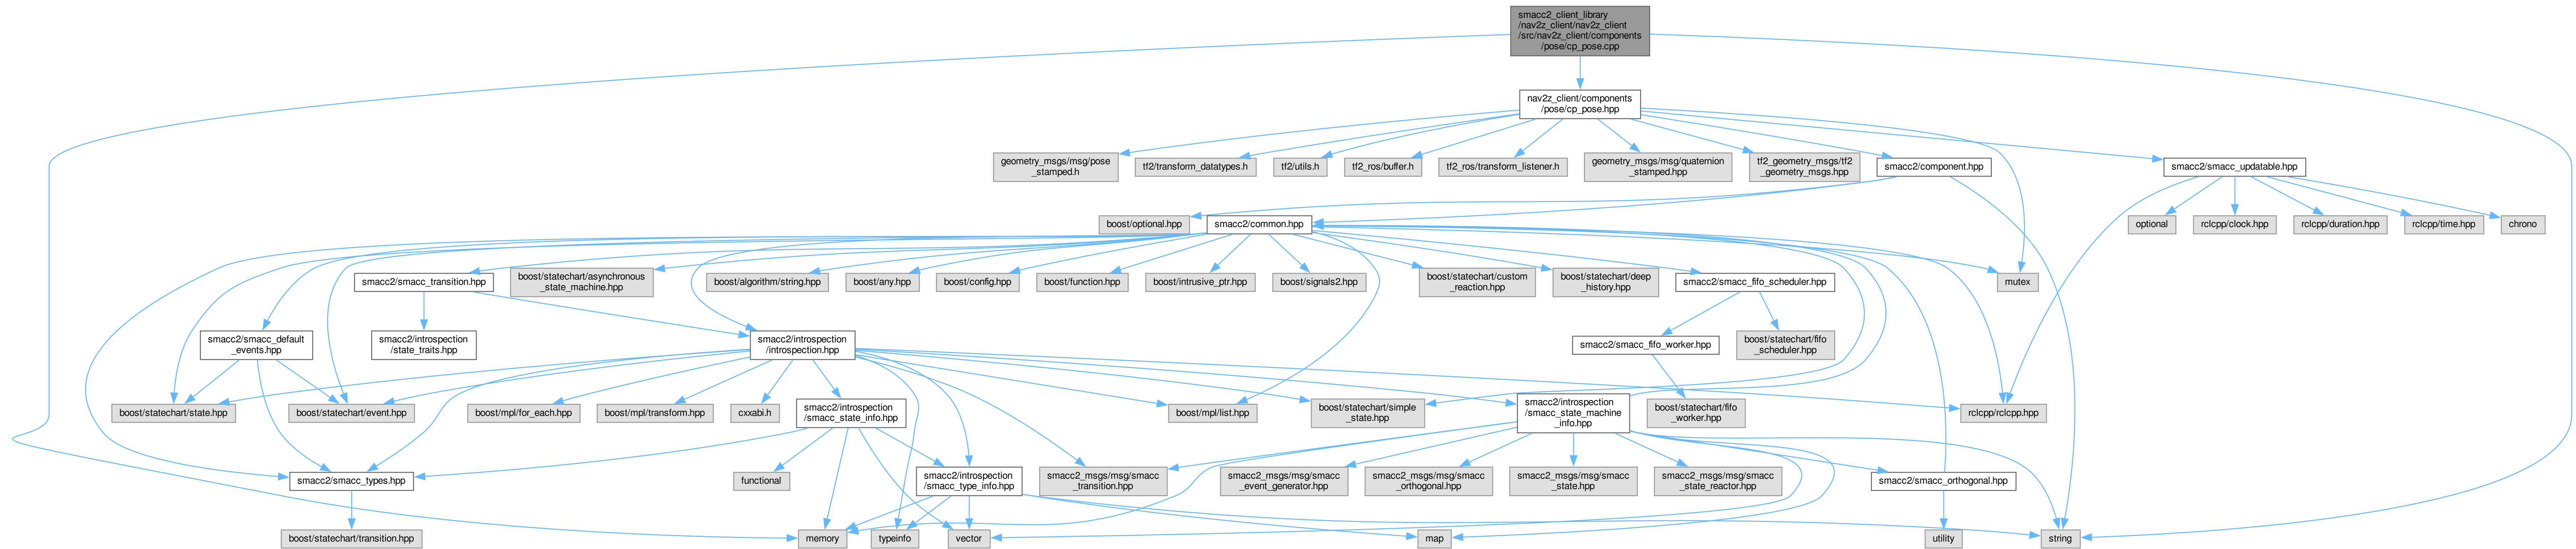 smacc2_client_library
/nav2z_client/nav2z_client
/src/nav2z_client/components
/pose/cp_pose.cpp
nav2z_client/components
/pose/cp_pose.hpp
geometry_msgs/msg/pose
_stamped.h
tf2/transform_datatypes.h
tf2/utils.h
tf2_ros/buffer.h
tf2_ros/transform_listener.h
geometry_msgs/msg/quaternion
_stamped.hpp
tf2_geometry_msgs/tf2
_geometry_msgs.hpp
smacc2/component.hpp
smacc2/smacc_updatable.hpp
boost/optional.hpp
smacc2/common.hpp
optional
rclcpp/clock.hpp
rclcpp/duration.hpp
rclcpp/time.hpp
chrono
smacc2/smacc_transition.hpp
boost/statechart/asynchronous
_state_machine.hpp
boost/algorithm/string.hpp
boost/any.hpp
boost/config.hpp
boost/function.hpp
boost/intrusive_ptr.hpp
boost/signals2.hpp
boost/statechart/custom
_reaction.hpp
boost/statechart/deep
_history.hpp
smacc2/smacc_fifo_scheduler.hpp
mutex
smacc2/smacc_default
_events.hpp
smacc2/introspection
/state_traits.hpp
smacc2/introspection
/introspection.hpp
smacc2/smacc_fifo_worker.hpp
boost/statechart/fifo
_scheduler.hpp
boost/statechart/state.hpp
boost/statechart/event.hpp
boost/mpl/for_each.hpp
boost/mpl/transform.hpp
cxxabi.h
smacc2/introspection
/smacc_state_info.hpp
boost/mpl/list.hpp
boost/statechart/simple
_state.hpp
smacc2/introspection
/smacc_state_machine
_info.hpp
boost/statechart/fifo
_worker.hpp
rclcpp/rclcpp.hpp
smacc2/smacc_types.hpp
functional
smacc2/introspection
/smacc_type_info.hpp
smacc2_msgs/msg/smacc
_transition.hpp
smacc2_msgs/msg/smacc
_event_generator.hpp
smacc2_msgs/msg/smacc
_orthogonal.hpp
smacc2_msgs/msg/smacc
_state.hpp
smacc2_msgs/msg/smacc
_state_reactor.hpp
smacc2/smacc_orthogonal.hpp
boost/statechart/transition.hpp
memory
typeinfo
vector
map
utility
string